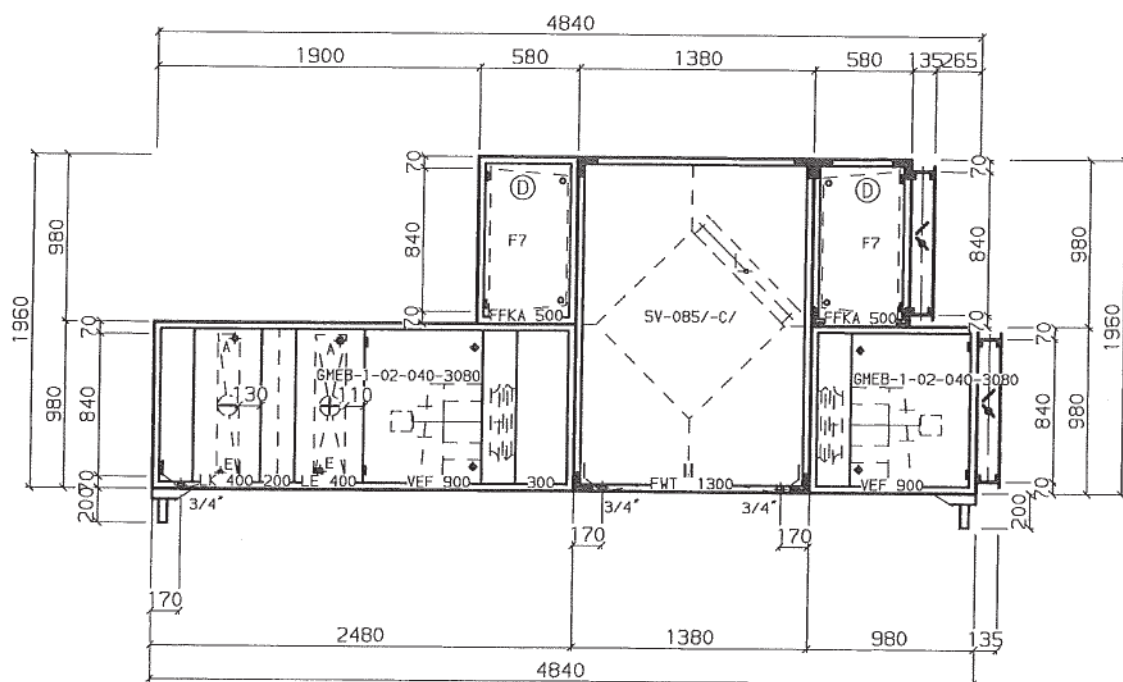 4840
1900 580 1380 580 135 265
70 70 70 70
D D
F7 F7
1960 980 840 840 980 1960
SV-085/-C/
FFKA 500 FFKA 500
70 70 70 70
A A
GMEB-1-02-040-3080 GMEB-1-02-040-3080
130 110
980 840 840 980
E E
LK 400 200 LE 400 VEF 900 300 FWT 1300 VEF 900
70 70
200 3/4" 3/4" 3/4" 200
170 170
170
2480 1380 980 135
4840